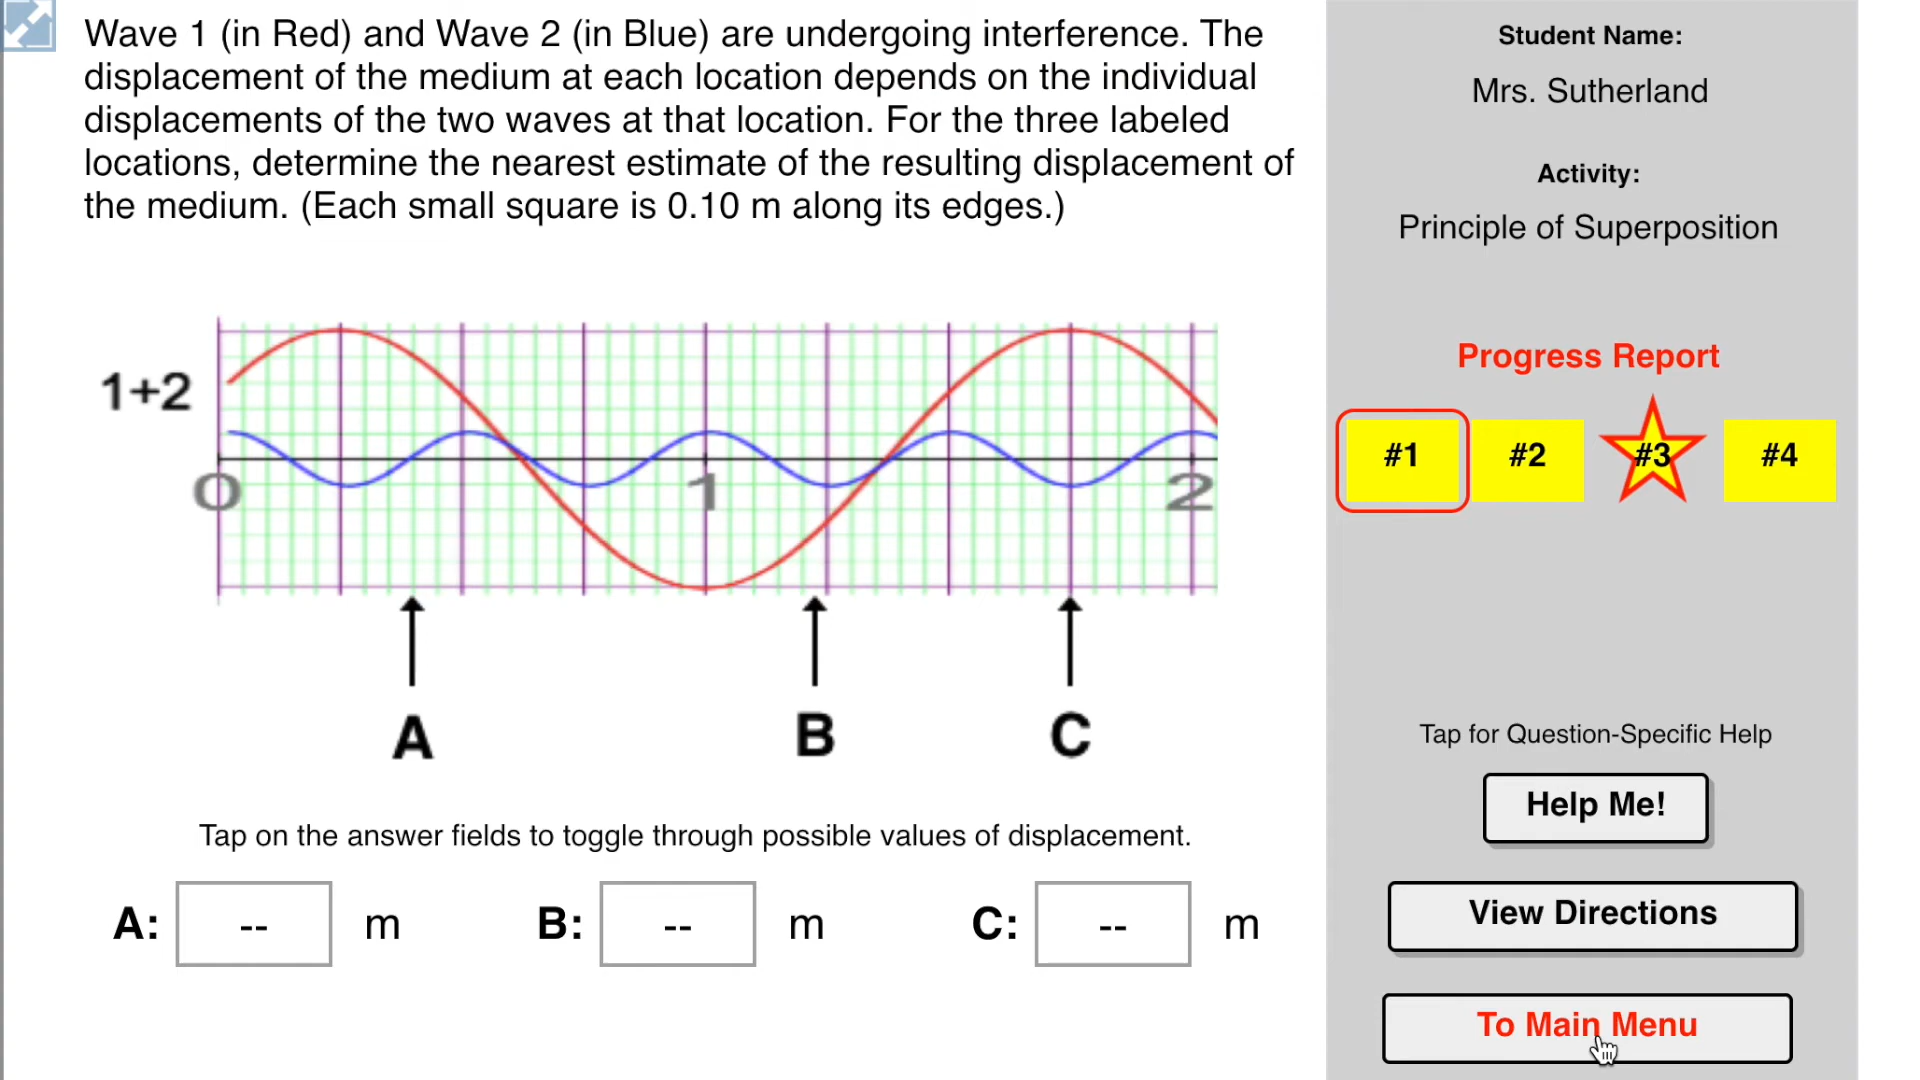 Wave 1 (in Red) and Wave 2 (in Blue) are undergoing interference. The
displacement of the medium at each location depends on the individual
displacements of the two waves at that location. For the three labeled
locations, determine the nearest estimate of the resulting displacement of
the medium. (Each small square is 0.10 m along its edges.)
1+2
0 1 2
A B C
Tap on the answer fields to toggle through possible values of displacement.
A: -- m B: -- m C: -- m
Student Name:
Mrs. Sutherland
Activity:
Principle of Superposition
Progress Report
#1 #2 #3 #4
Tap for Question-Specific Help
Help Me!
View Directions
To Main Menu